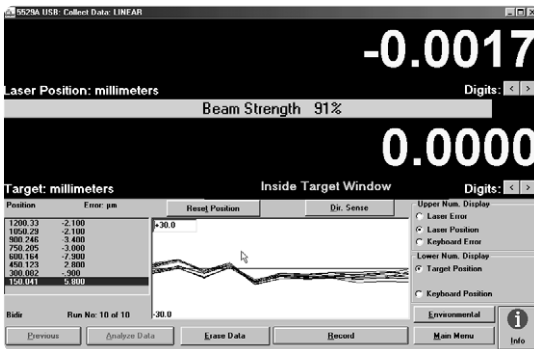 5529A USB: Collect Data: LINEAR
-0.0017
Laser Position: millimeters Digits: < >
Beam Strength 91%
0.0000
Target: millimeters Inside Target Window Digits: < >
Position Error: µm
Reset Position Dir. Sense
Upper Num. Display
Laser Error
Laser Position
Keyboard Error
Lower Num. Display
Target Position
Keyboard Position
1200.33 -2.100
1050.29 -2.100
900.246 -3.400
750.205 -3.000
600.164 -7.900
450.123 2.800
300.082 -.900
150.041 5.800
+30.0
-30.0
Bidir Run No: 10 of 10
Environmental
Previous Analyze Data Erase Data Record Main Menu
i
Info